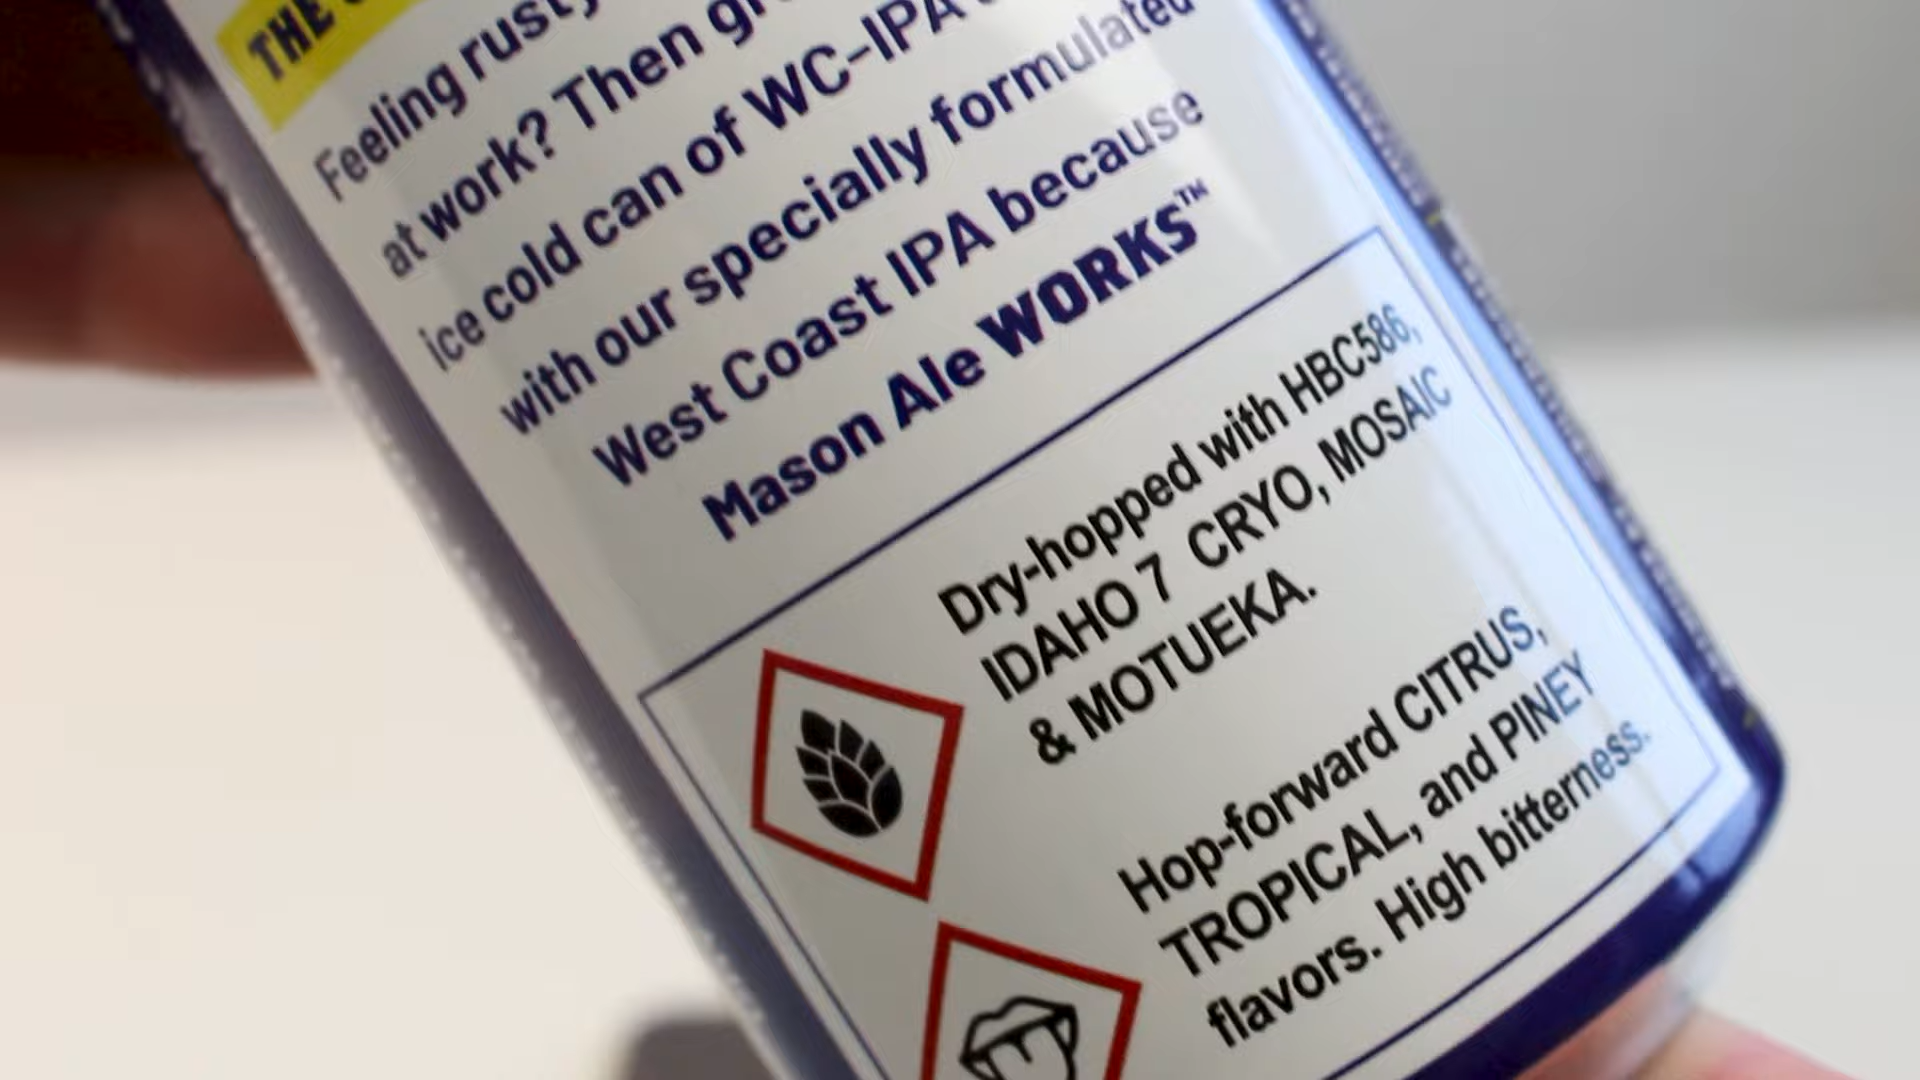 THE
Feeling rusty
at work? Then
ice cold can of WC-IPA
with our specially formulated
West Coast IPA because
Mason Ale WORKS™
Dry-hopped with HBC586,
IDAHO 7 CRYO, MOSAIC
& MOTUEKA.
Hop-forward CITRUS,
TROPICAL, and PINEY
flavors. High bitterness.